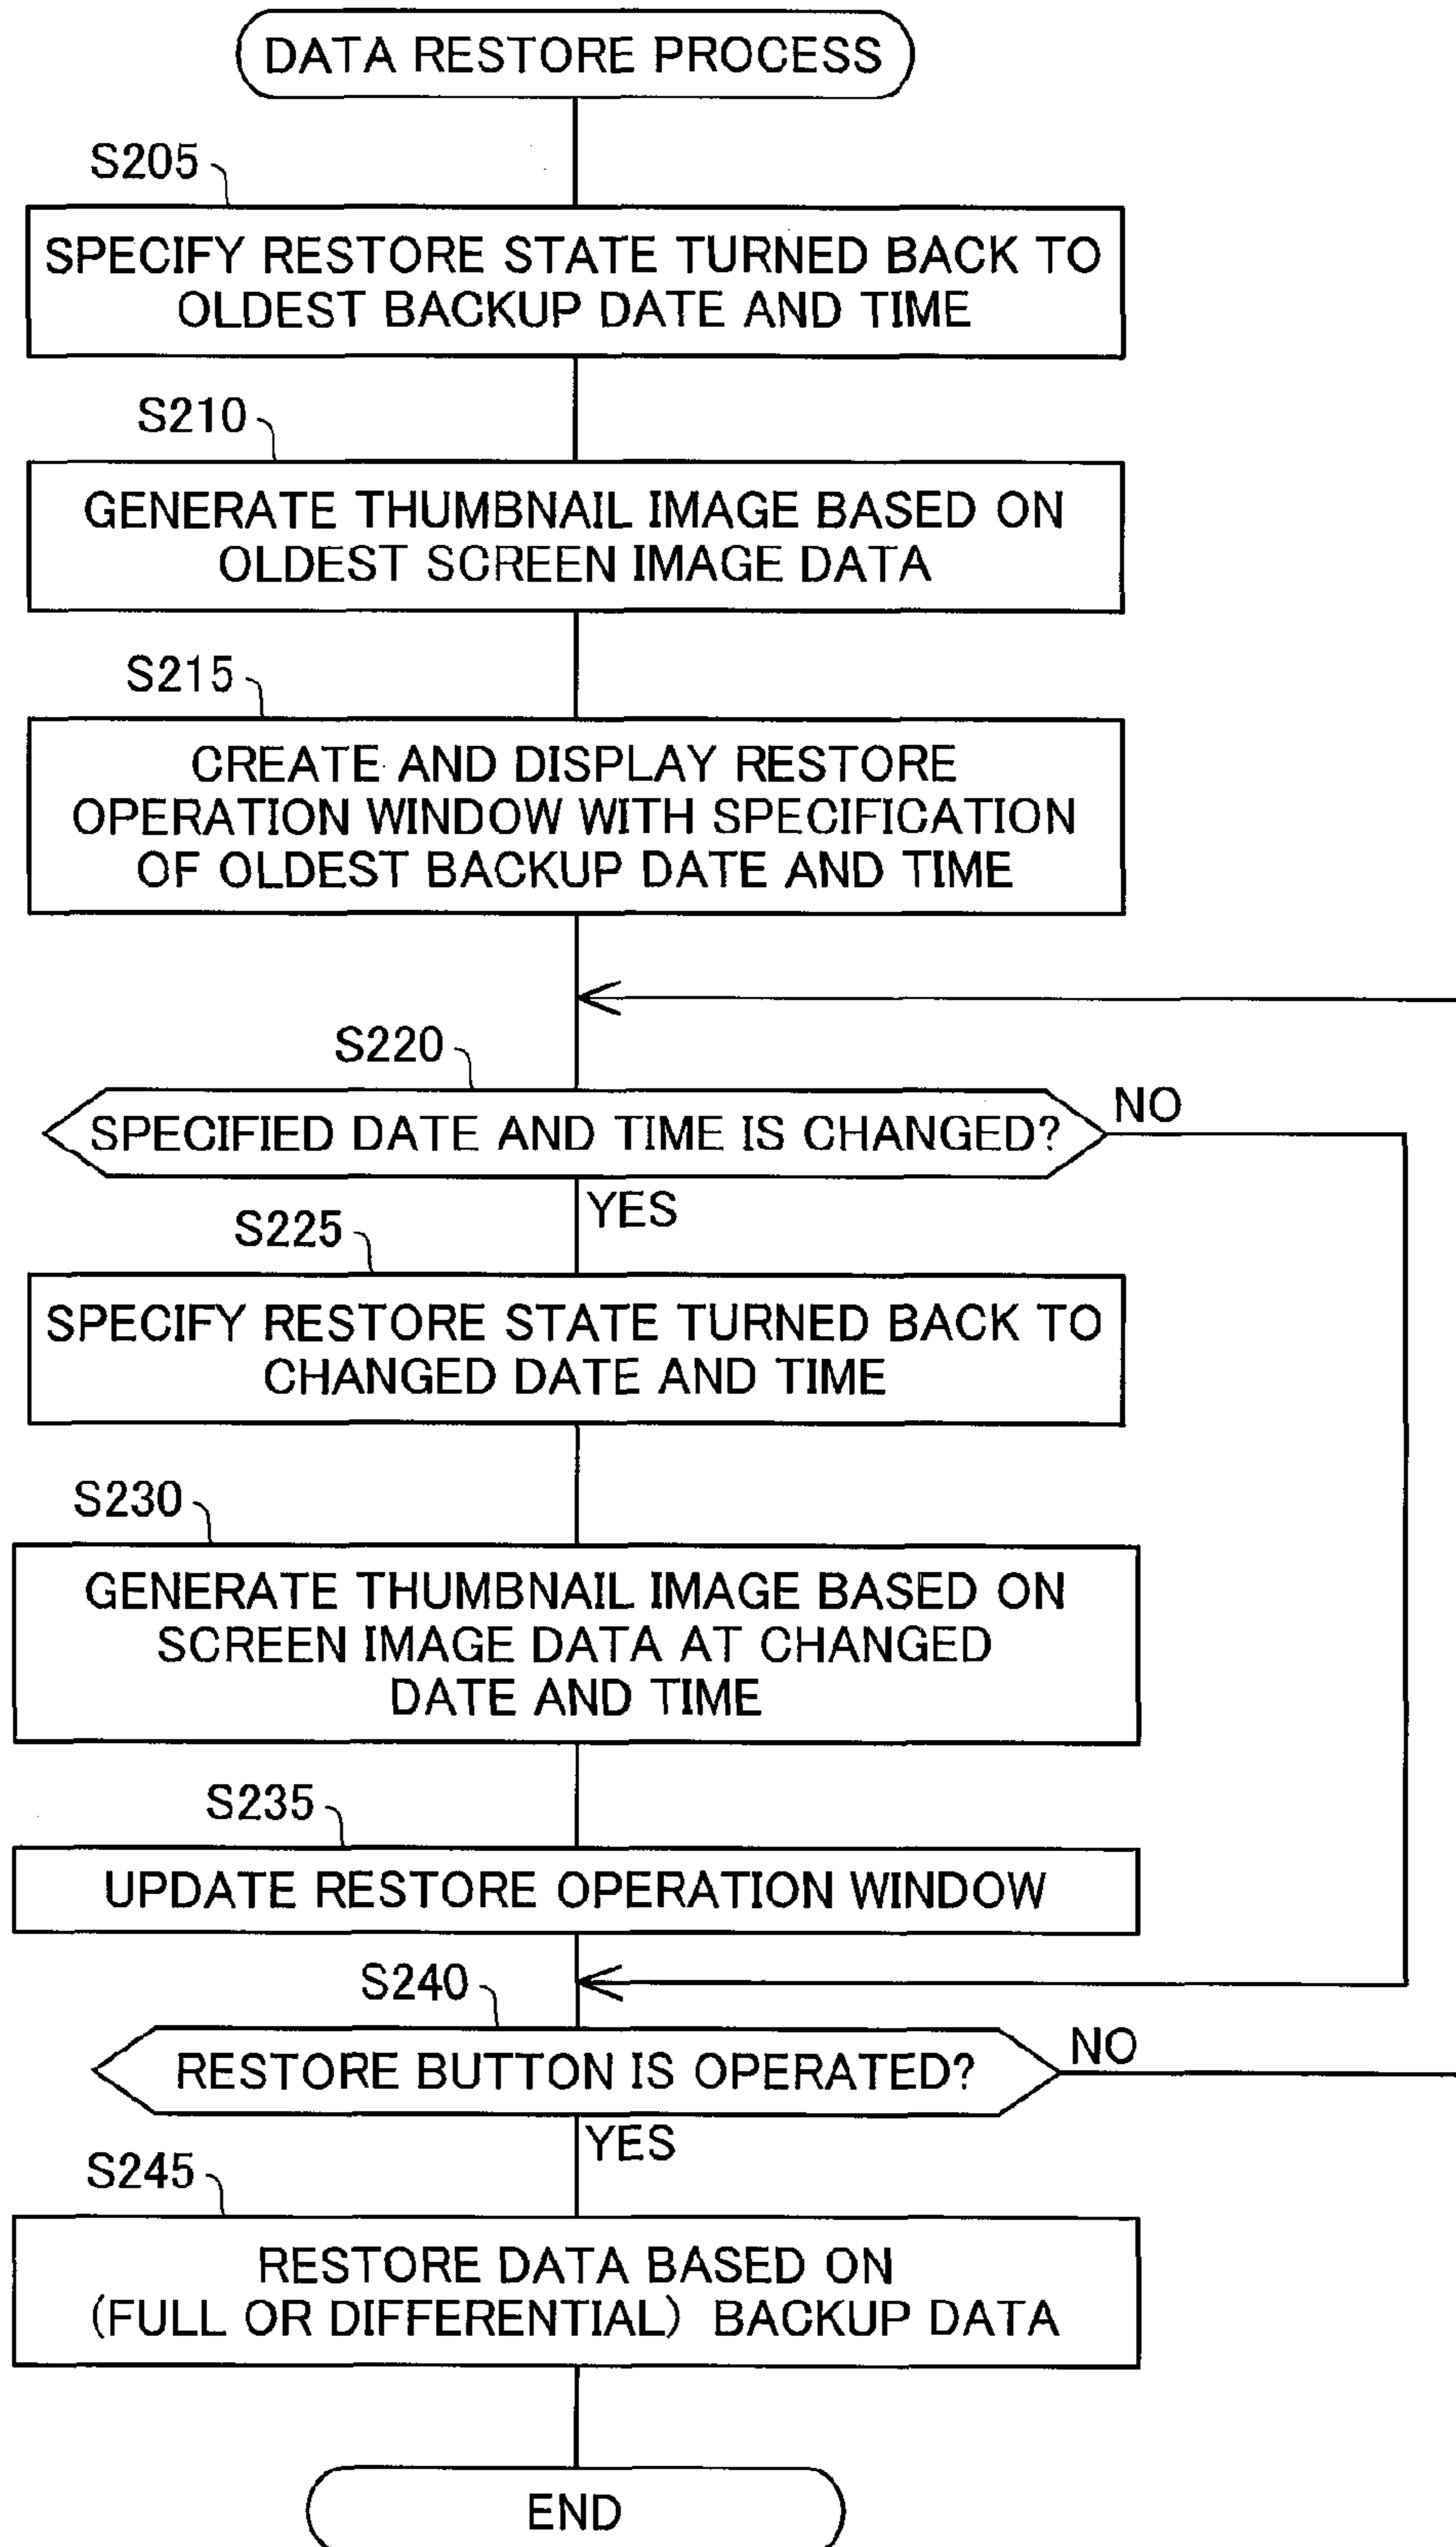 DATA RESTORE PROCESS
S205
SPECIFY RESTORE STATE TURNED BACK TO
OLDEST BACKUP DATE AND TIME
S210
GENERATE THUMBNAIL IMAGE BASED ON
OLDEST SCREEN IMAGE DATA
S215
CREATE AND DISPLAY RESTORE
OPERATION WINDOW WITH SPECIFICATION
OF OLDEST BACKUP DATE AND TIME
S220
SPECIFIED DATE AND TIME IS CHANGED?
NO
YES
S225
SPECIFY RESTORE STATE TURNED BACK TO
CHANGED DATE AND TIME
S230
GENERATE THUMBNAIL IMAGE BASED ON
SCREEN IMAGE DATA AT CHANGED
DATE AND TIME
S235
UPDATE RESTORE OPERATION WINDOW
S240
RESTORE BUTTON IS OPERATED?
NO
YES
S245
RESTORE DATA BASED ON
(FULL OR DIFFERENTIAL) BACKUP DATA
END